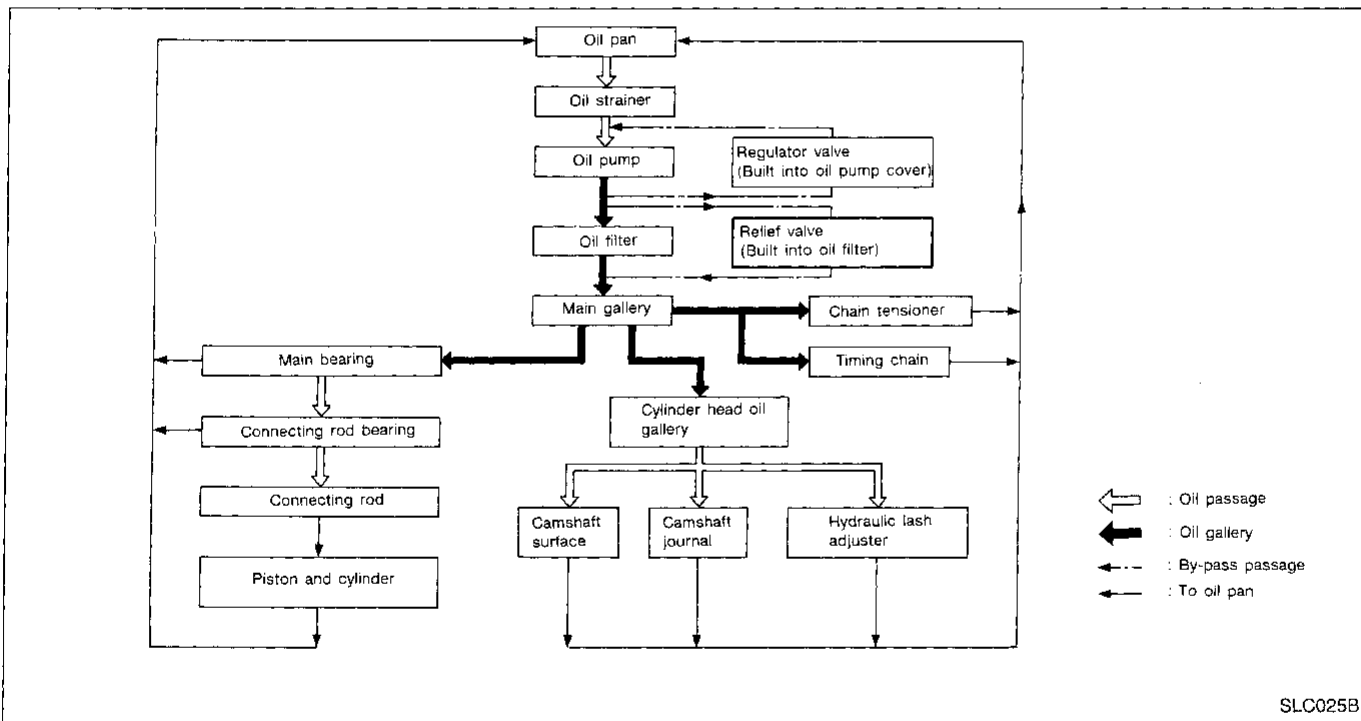 Oil pan
Oil strainer
Oil pump
Regulator valve
(Built into oil pump cover)
Relief valve
(Built into oil filter)
Oil filter
Main gallery
Chain tensioner
Main bearing
Timing chain
Cylinder head oil
gallery
Connecting rod bearing
Connecting rod
Camshaft
surface
Camshaft
journal
Hydraulic lash
adjuster
Piston and cylinder
: Oil passage
: Oil gallery
: By-pass passage
: To oil pan
SLC025B